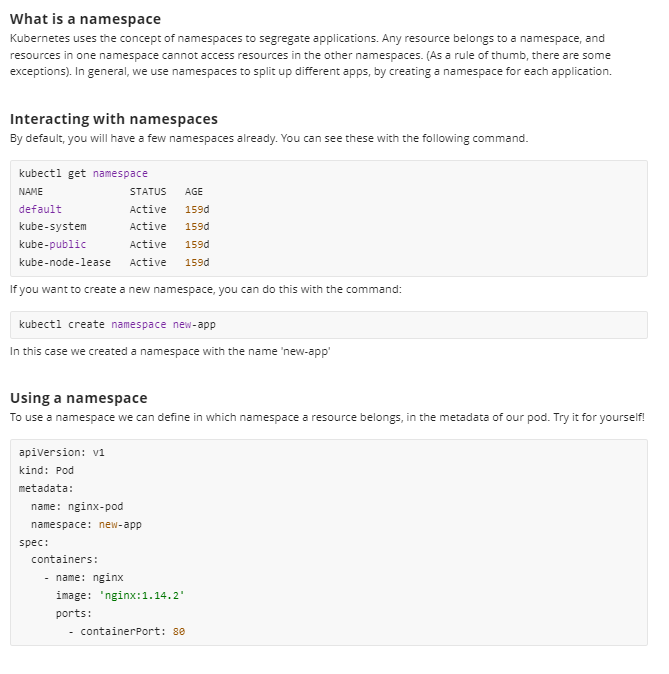 What is a namespace
Kubernetes uses the concept of namespaces to segregate applications. Any resource belongs to a namespace, and
resources in one namespace cannot access resources in the other namespaces. (As a rule of thumb, there are some
exceptions). In general, we use namespaces to split up different apps, by creating a namespace for each application.
Interacting with namespaces
By default, you will have a few namespaces already. You can see these with the following command.
kubectl get namespace
NAME              STATUS   AGE
default           Active   159d
kube-system       Active   159d
kube-public       Active   159d
kube-node-lease   Active   159d
If you want to create a new namespace, you can do this with the command:
kubectl create namespace new-app
In this case we created a namespace with the name 'new-app'
Using a namespace
To use a namespace we can define in which namespace a resource belongs, in the metadata of our pod. Try it for yourself!
apiVersion: v1
kind: Pod
metadata:
  name: nginx-pod
  namespace: new-app
spec:
  containers:
    - name: nginx
      image: 'nginx:1.14.2'
      ports:
        - containerPort: 80